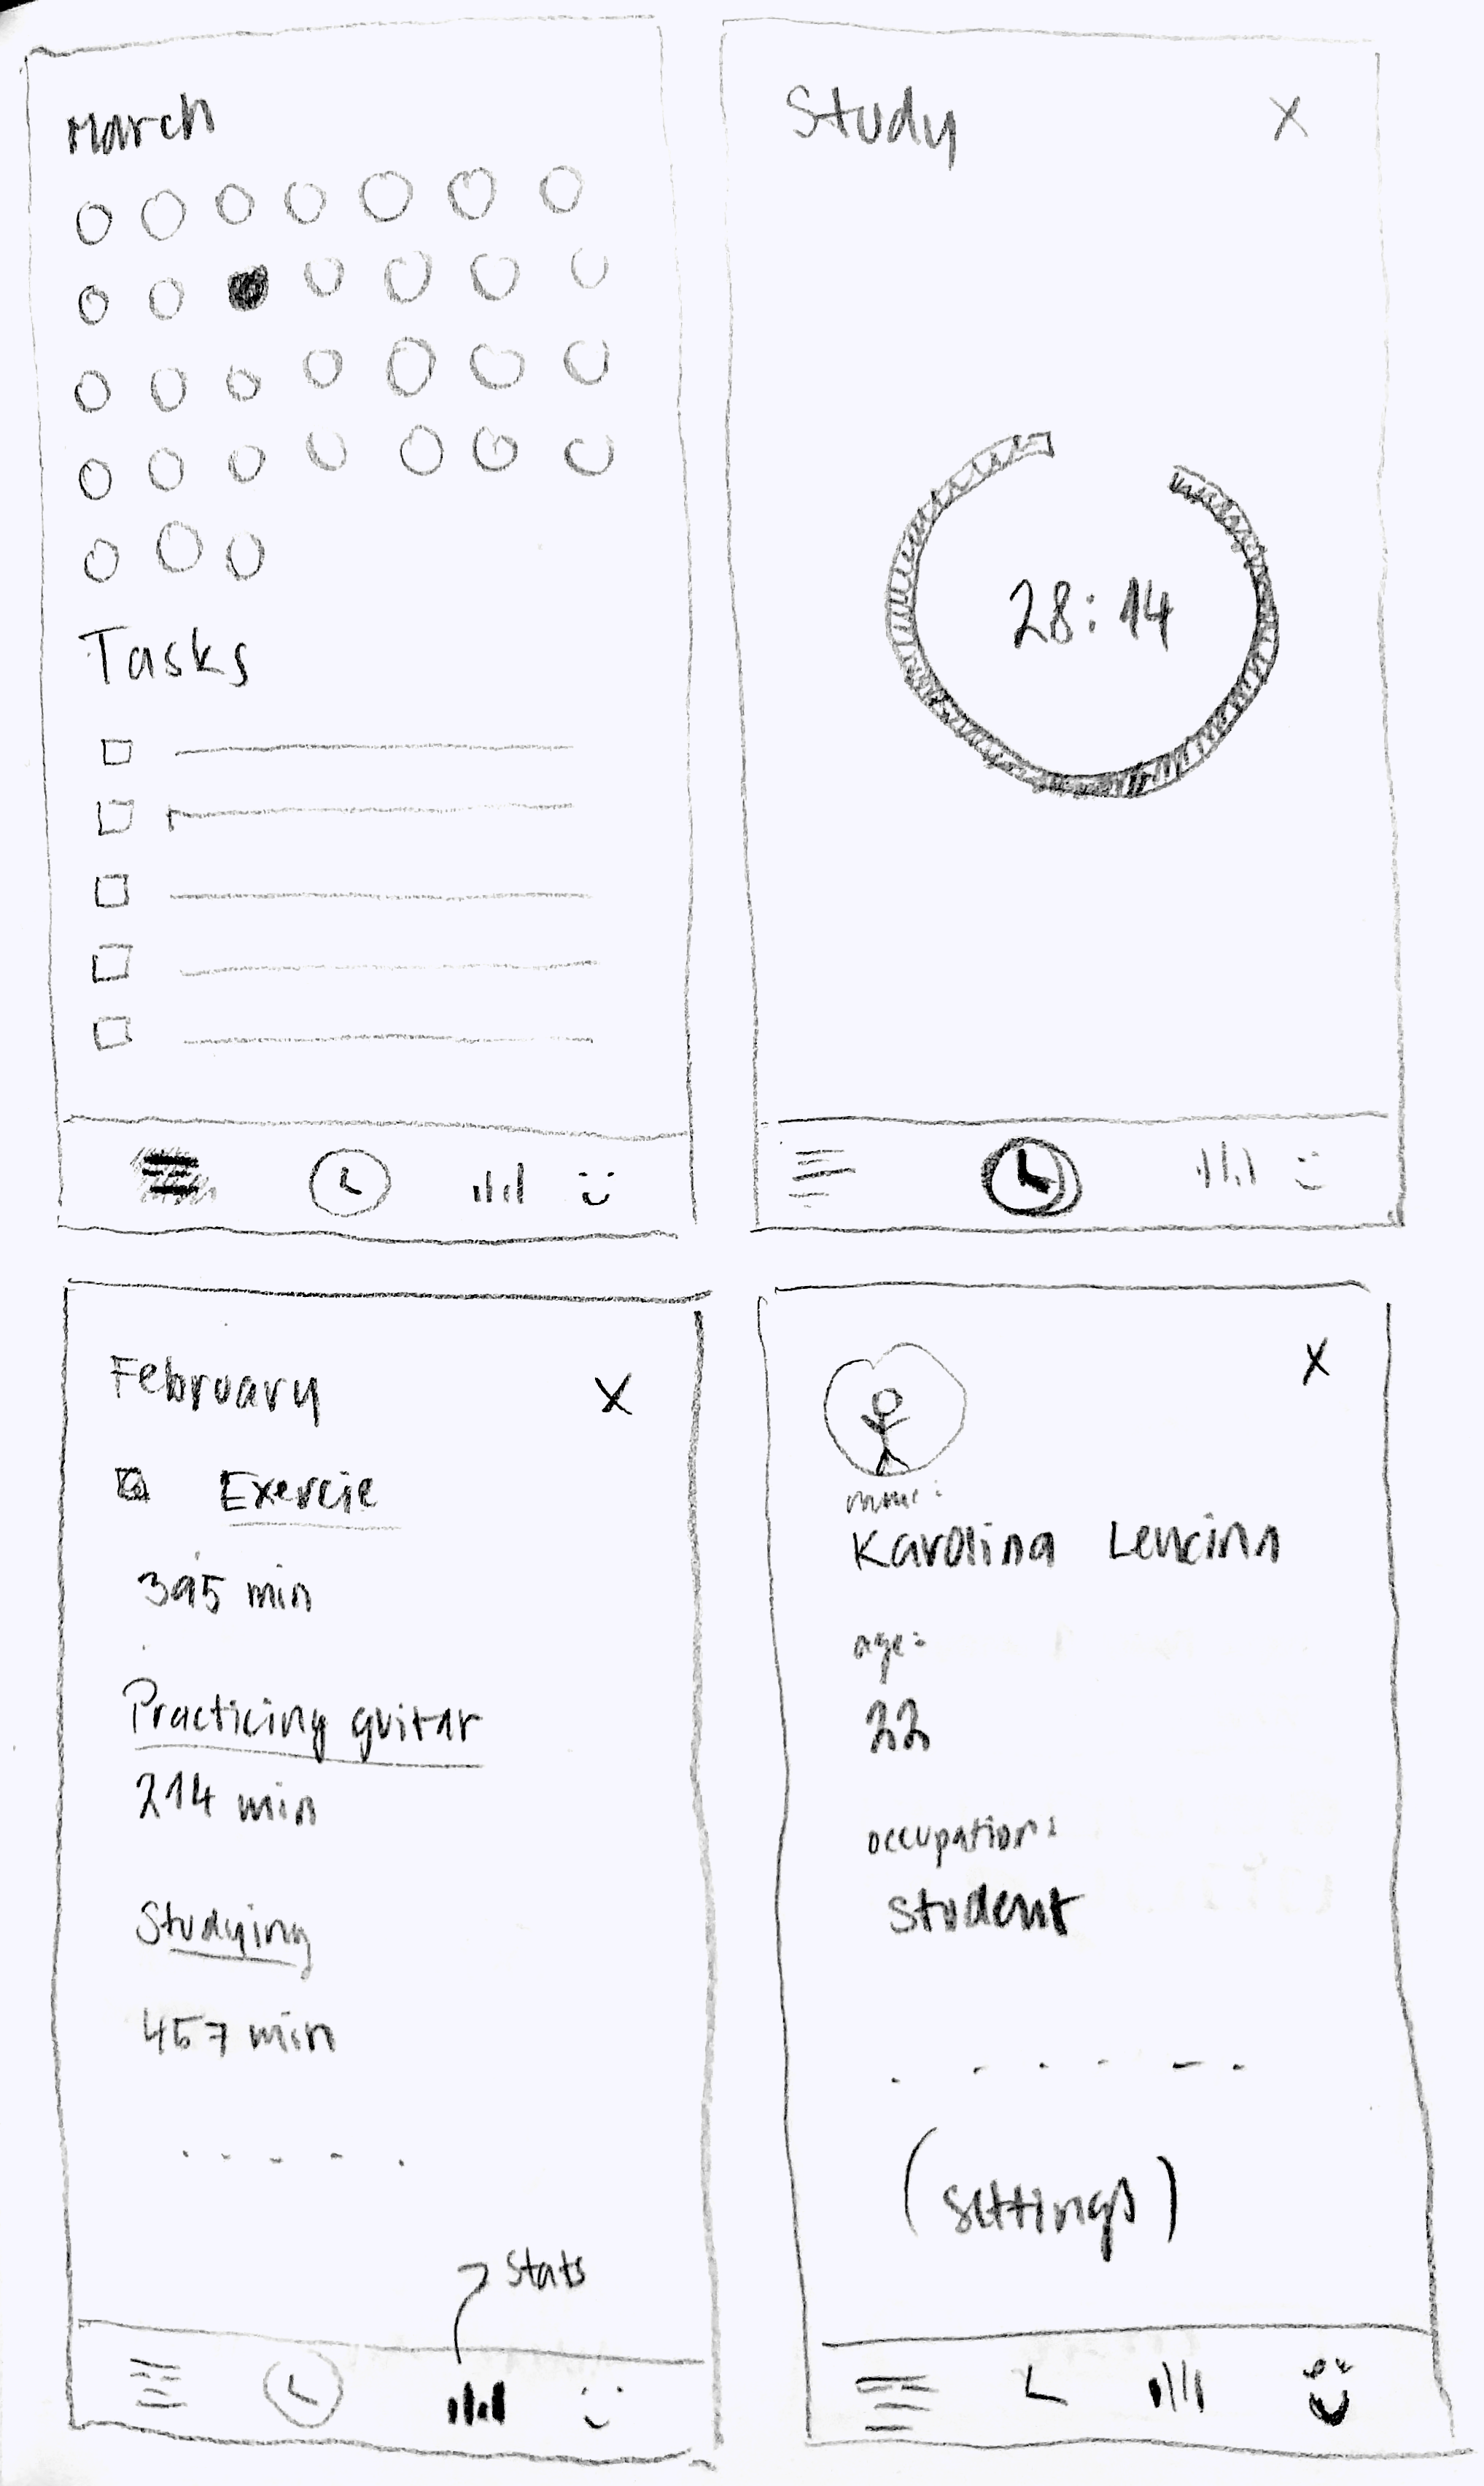 March
Tasks
Study X
28:14
February X
Exercie
395 min
Practicing guitar
214 min
Studying
457 min
Stats
X
name:
Karolina
age:
22
occupation:
student
(settings)